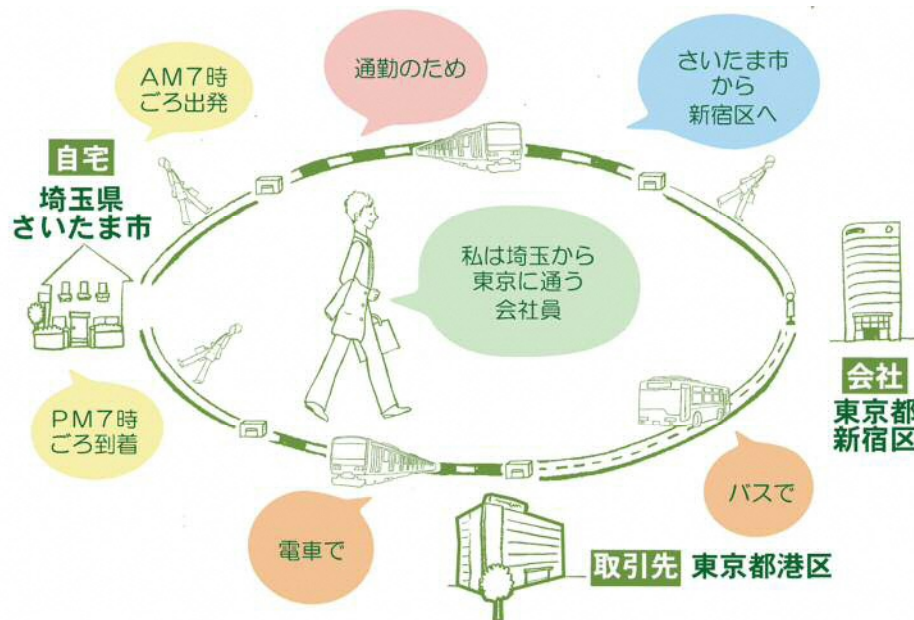 AM7時
ごろ出発
通勤のため
さいたま市
から
新宿区へ
自宅
埼玉県
さいたま市
私は埼玉から
東京に通う
会社員
会社
東京都
新宿区
PM7時
ごろ到着
バスで
電車で
取引先 東京都港区